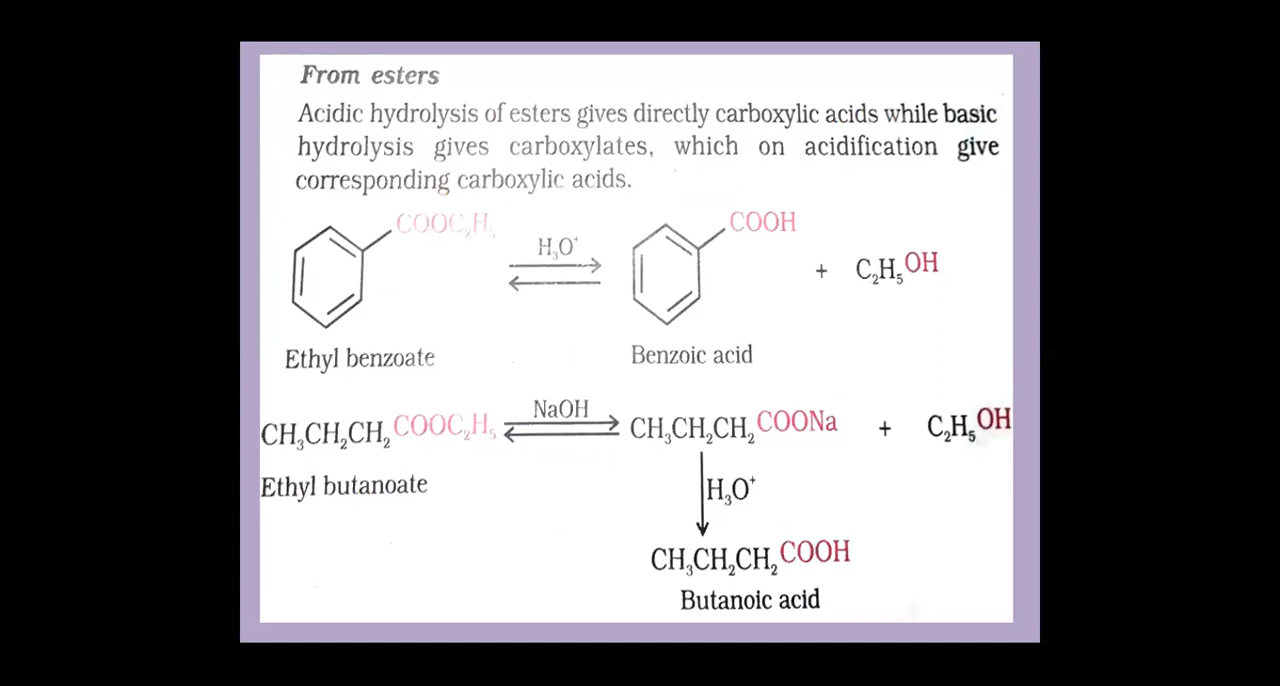 From esters
Acidic hydrolysis of esters gives directly carboxylic acids while basic
hydrolysis gives carboxylates, which on acidification give
corresponding carboxylic acids.
COOC₂H₅ H₃O⁺ COOH + C₂H₅OH
Ethyl benzoate Benzoic acid
CH₃CH₂CH₂COOC₂H₅ NaOH CH₃CH₂CH₂COONa + C₂H₅OH
Ethyl butanoate H₃O⁺
CH₃CH₂CH₂COOH
Butanoic acid